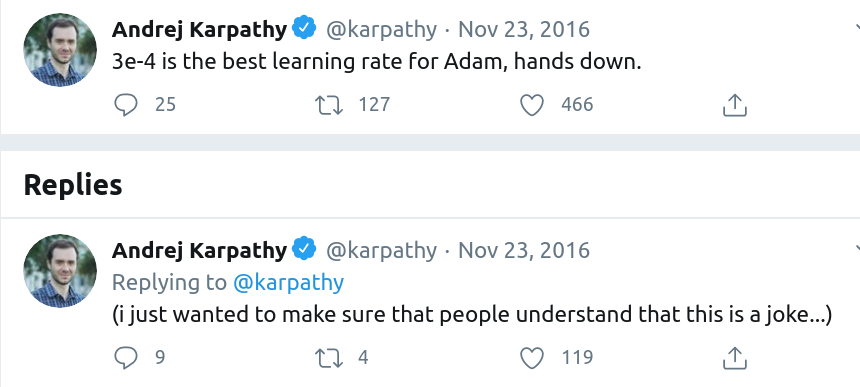 Andrej Karpathy @karpathy · Nov 23, 2016
3e-4 is the best learning rate for Adam, hands down.
25 127 466
Replies
Andrej Karpathy @karpathy · Nov 23, 2016
Replying to @karpathy
(i just wanted to make sure that people understand that this is a joke...)
9 4 119